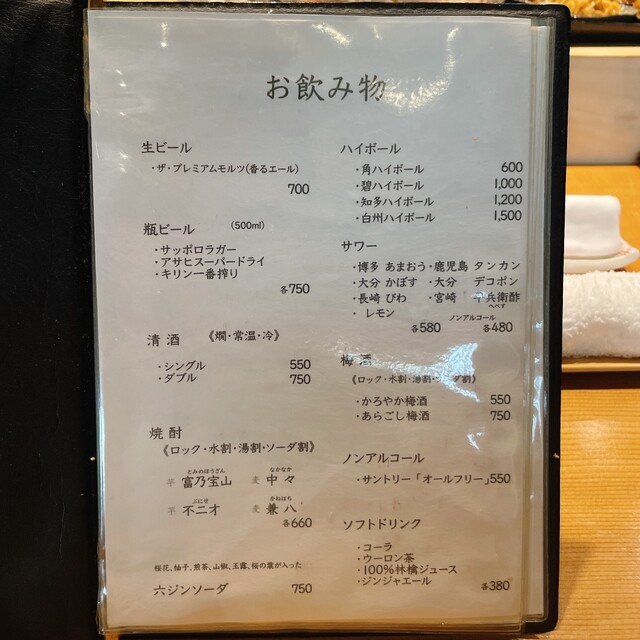 お飲み物
生ビール
・ザ・プレミアムモルツ(香るエール)
700
瓶ビール (500ml)
・サッポロラガー
・アサヒスーパードライ
・キリン一番搾り
各750
清酒 《燗・常温・冷》
・シングル 550
・ダブル 750
焼酎
《ロック・水割・湯割・ソーダ割》
とみのほうざん なかなか
芋 富乃宝山 麦 中々
ぶにせ かねはち
芋 不二才 麦 兼八
各660
桜花、柚子、煎茶、山椒、玉露、桜の葉が入った
六ジンソーダ 750
ハイボール
・角ハイボール 600
・碧ハイボール 1,000
・知多ハイボール 1,200
・白州ハイボール 1,500
サワー
・博多 あまおう・鹿児島 タンカン
・大分 かぼす・大分 デコポン
・長崎 びわ・宮崎 平兵衛酢
へべす
・レモン ノンアルコール
各580 各480
梅酒
《ロック・水割・湯割・ソーダ割》
・かろやか梅酒 550
・あらごし梅酒 750
ノンアルコール
・サントリー「オールフリー」550
ソフトドリンク
・コーラ
・ウーロン茶
・100%林檎ジュース
・ジンジャエール
各380